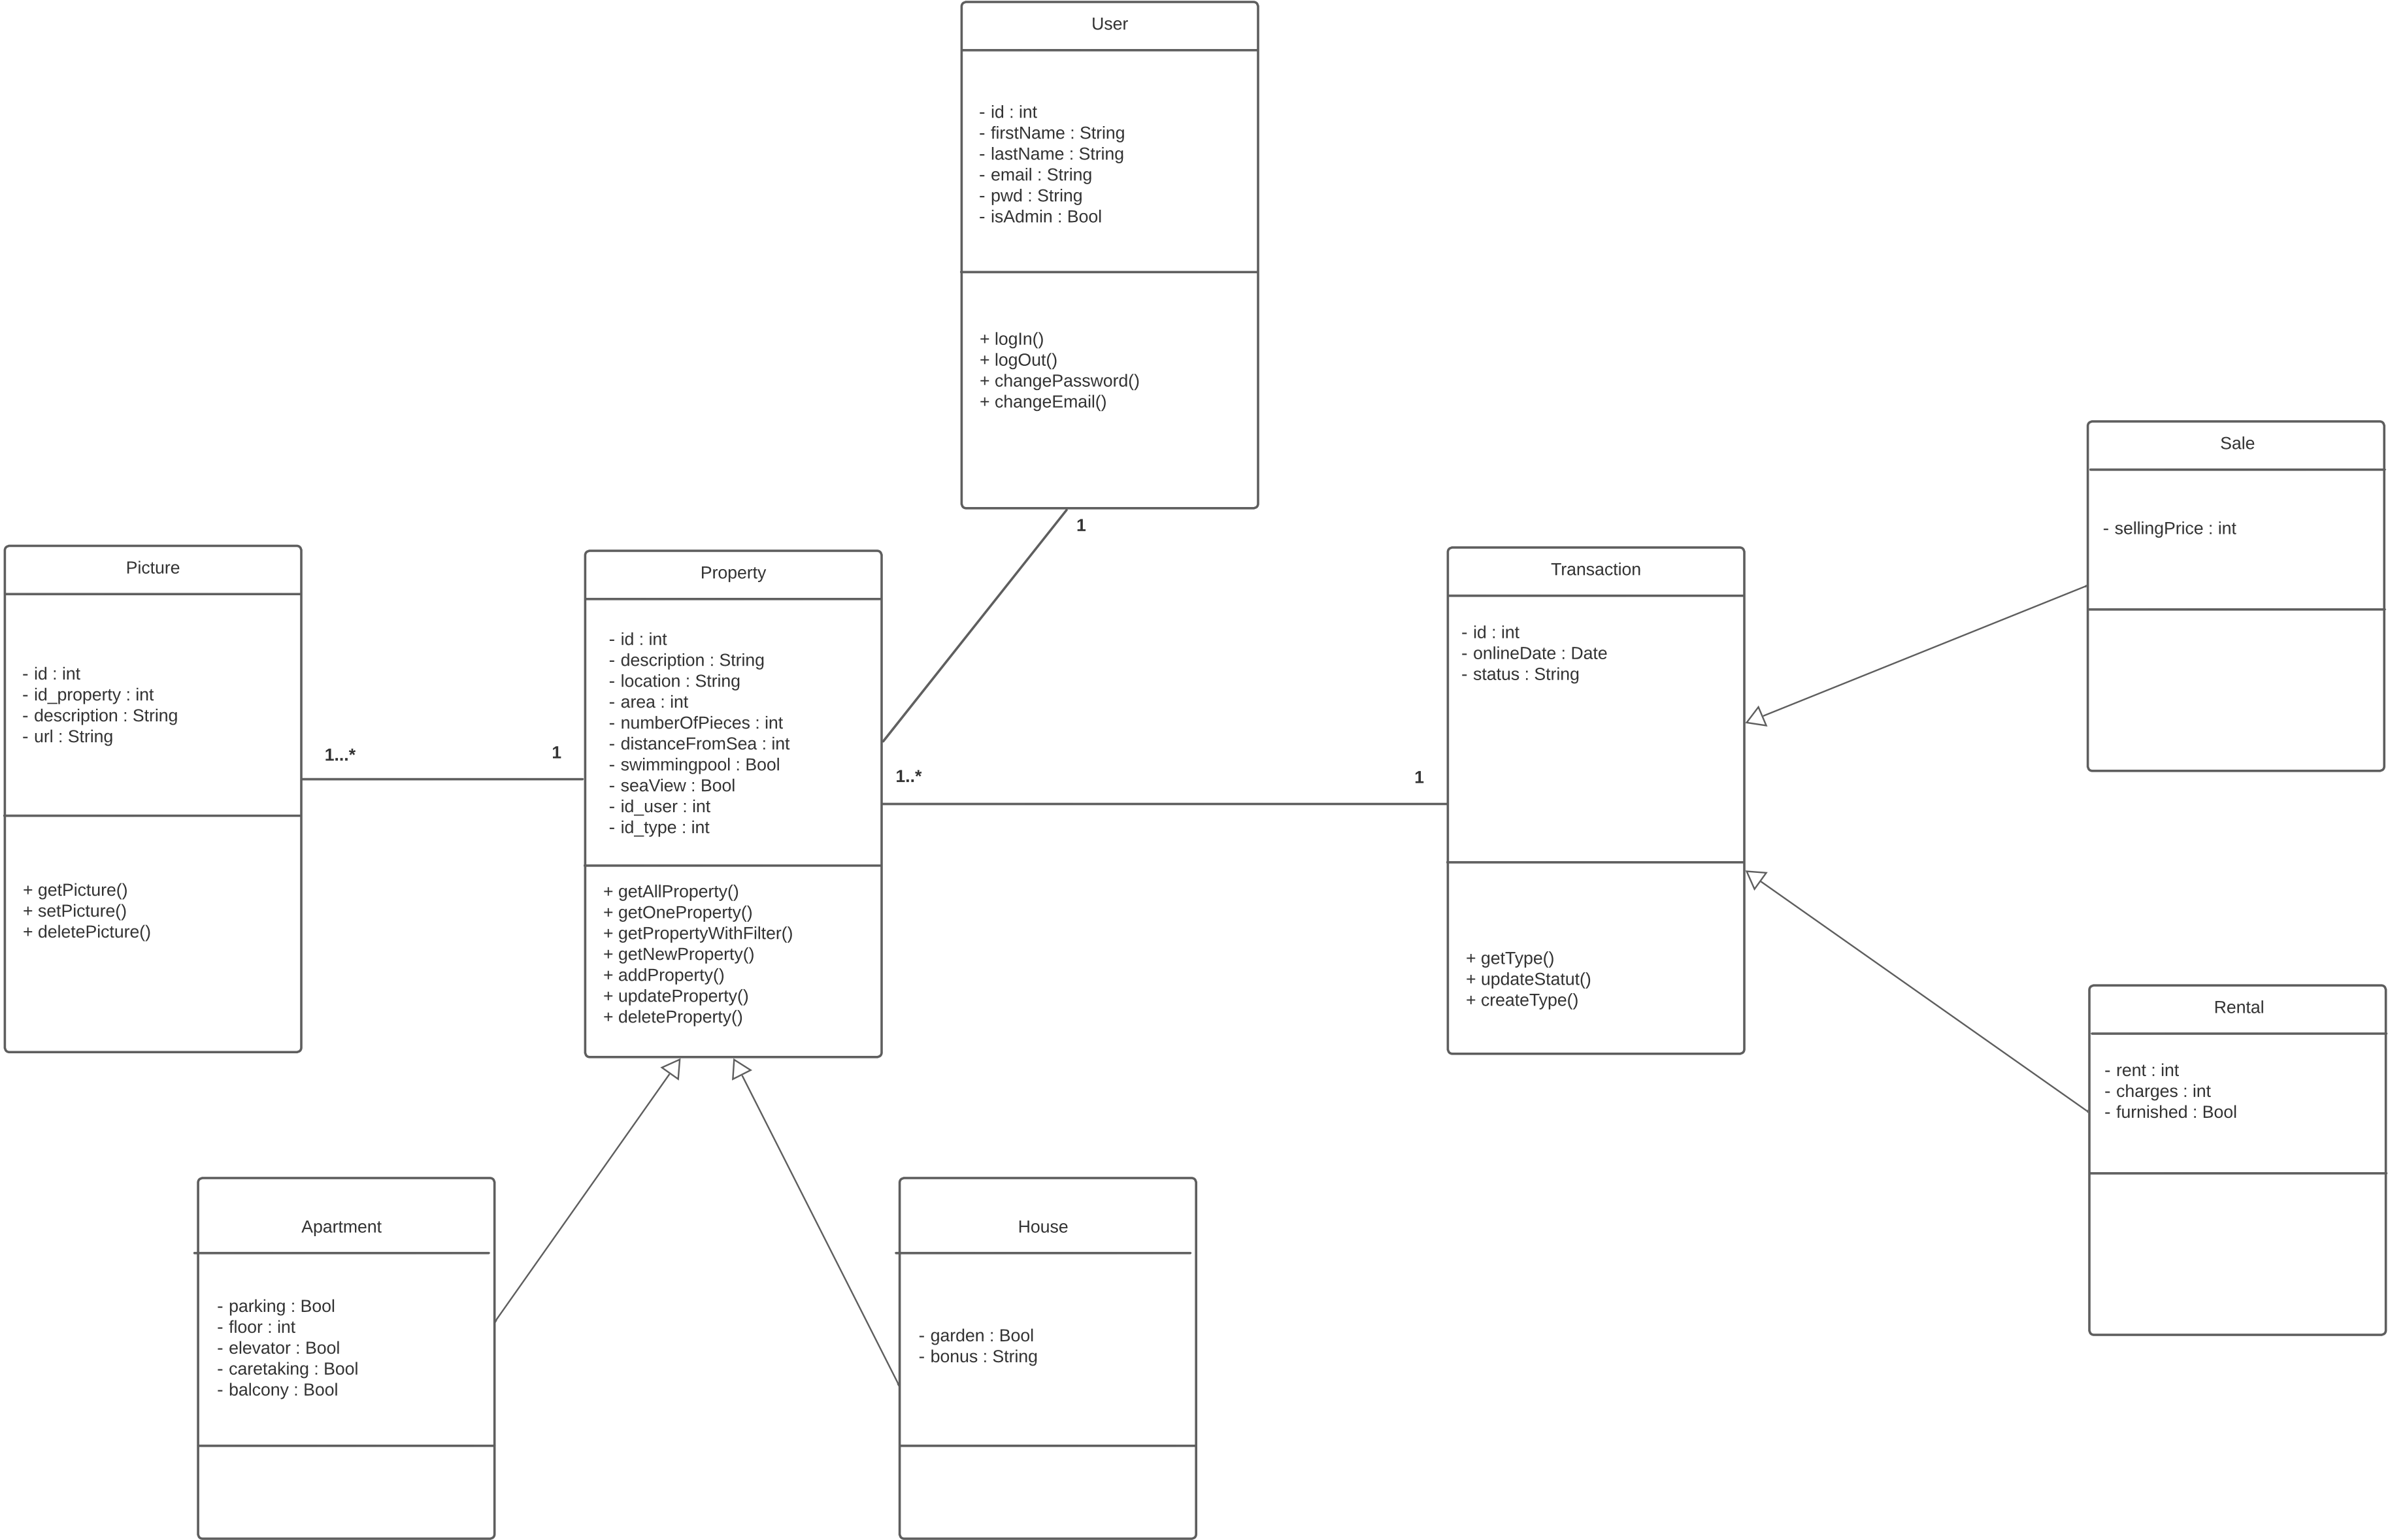 User
- id : int
- firstName : String
- lastName : String
- email : String
- pwd : String
- isAdmin : Bool
+ logIn()
+ logOut()
+ changePassword()
+ changeEmail()
1
Picture
- id : int
- id_property : int
- description : String
- url : String
+ getPicture()
+ setPicture()
+ deletePicture()
1...*
1
Property
- id : int
- description : String
- location : String
- area : int
- numberOfPieces : int
- distanceFromSea : int
- swimmingpool : Bool
- seaView : Bool
- id_user : int
- id_type : int
+ getAllProperty()
+ getOneProperty()
+ getPropertyWithFilter()
+ getNewProperty()
+ addProperty()
+ updateProperty()
+ deleteProperty()
1..*
1
Transaction
- id : int
- onlineDate : Date
- status : String
+ getType()
+ updateStatut()
+ createType()
Sale
- sellingPrice : int
Rental
- rent : int
- charges : int
- furnished : Bool
Apartment
- parking : Bool
- floor : int
- elevator : Bool
- caretaking : Bool
- balcony : Bool
House
- garden : Bool
- bonus : String